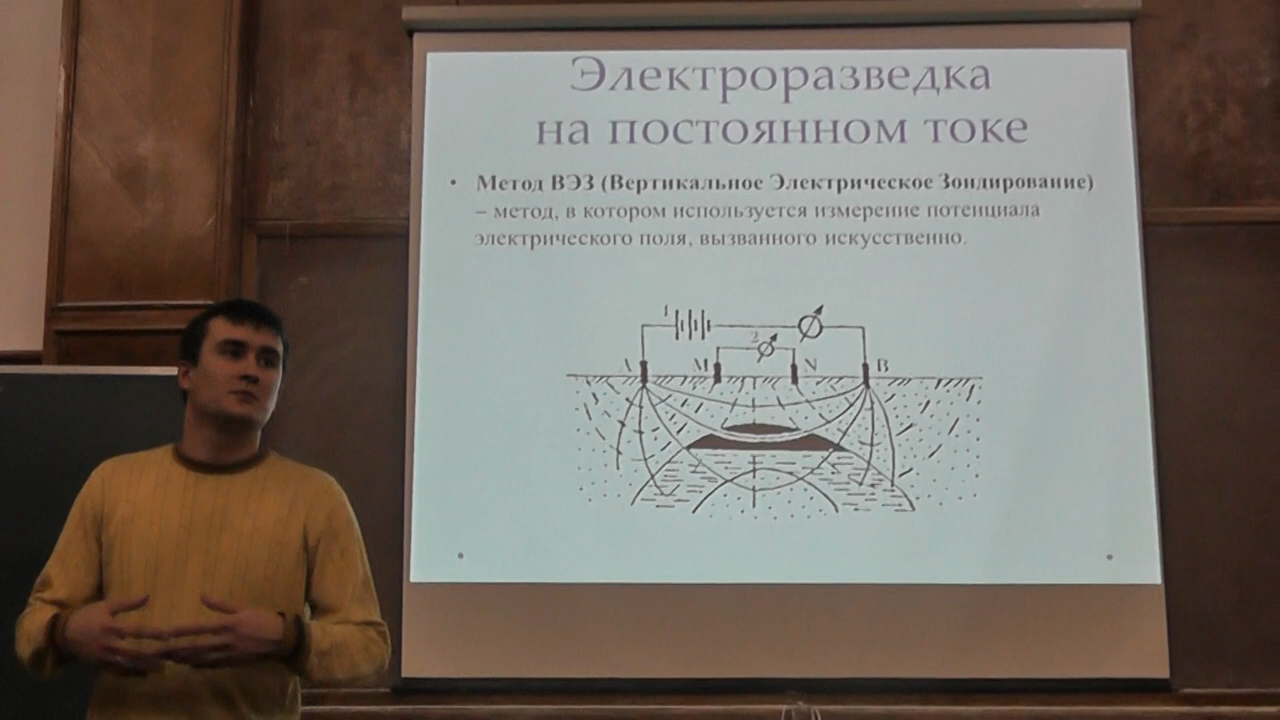 Электроразведка
на постоянном токе
• Метод ВЭЗ (Вертикальное Электрическое Зондирование)
– метод, в котором используется измерение потенциала
электрического поля, вызванного искусственно.
1
2
A M N B